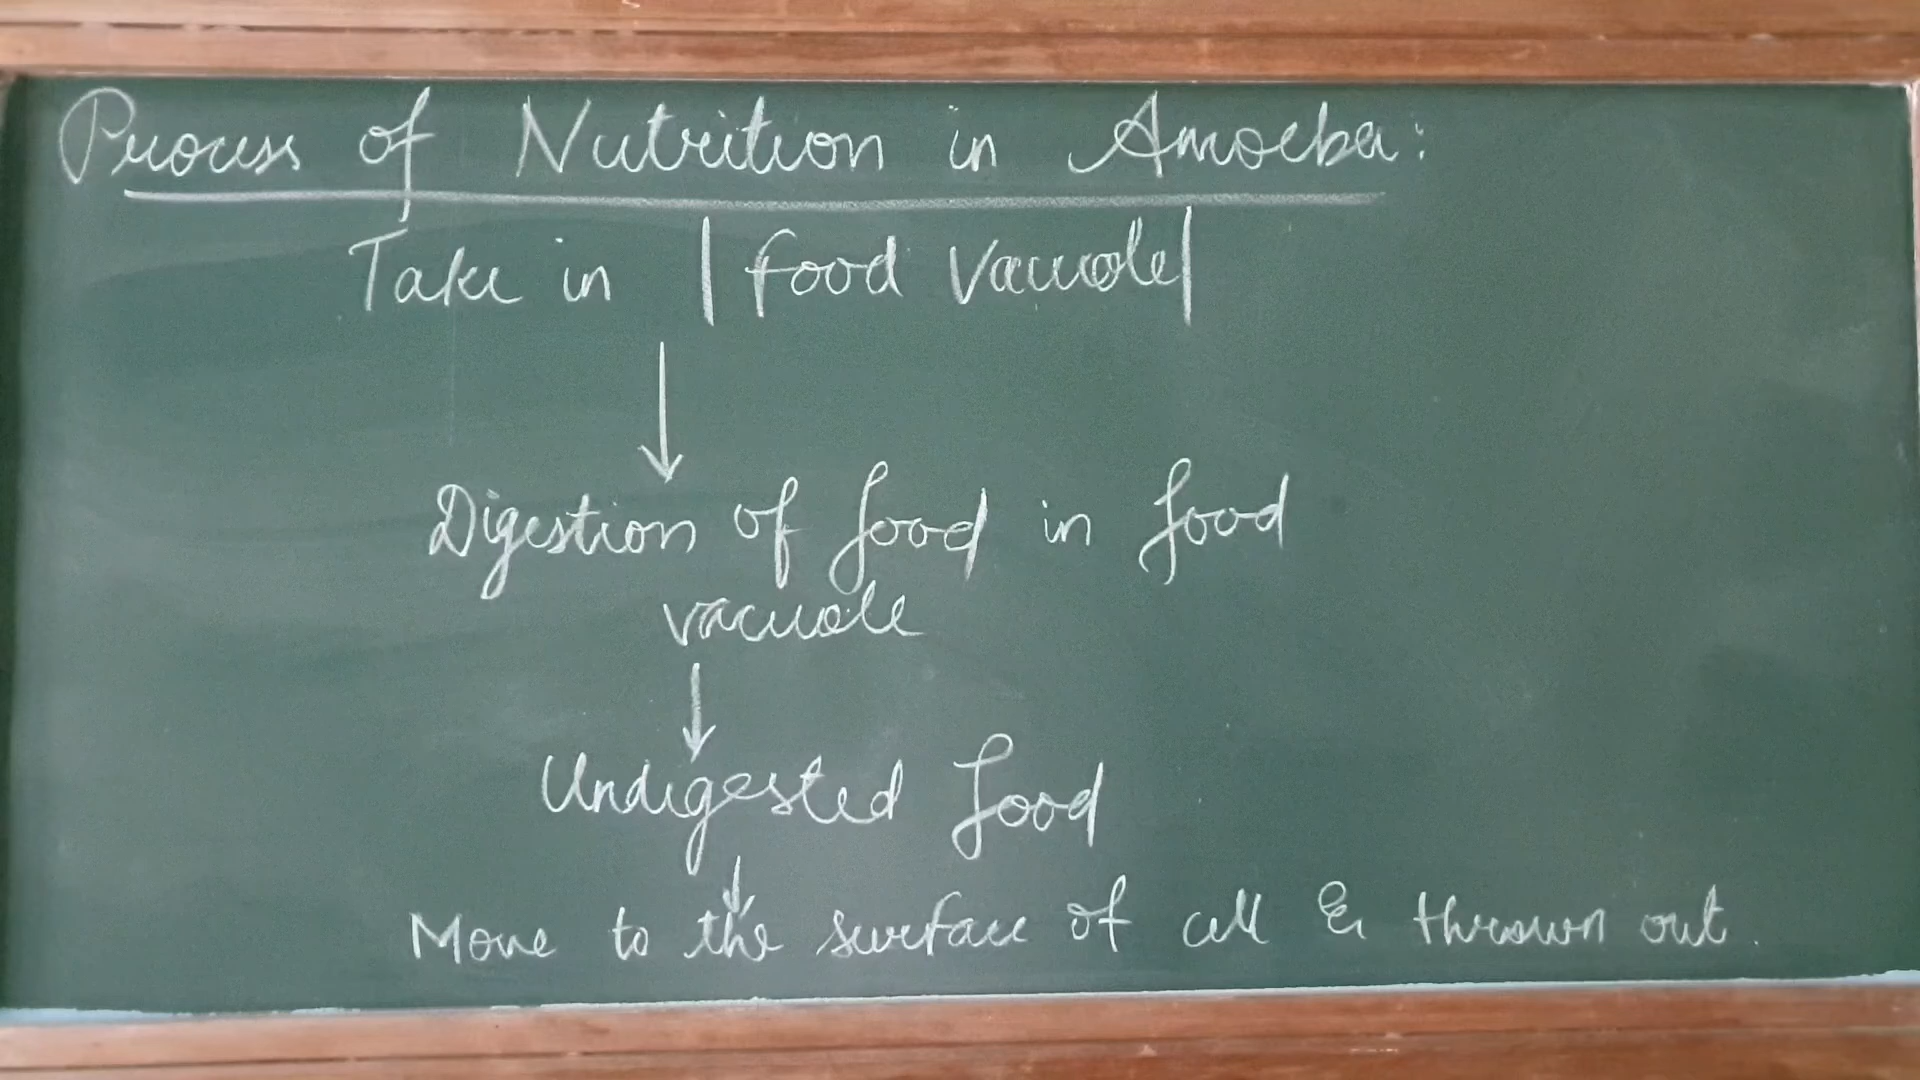 Process of Nutrition in Amoeba:
Take in | food Vacuole|
↓
Digestion of food in food
vacuole
↓
Undigested food
↓
Move to the surface of cell & thrown out.